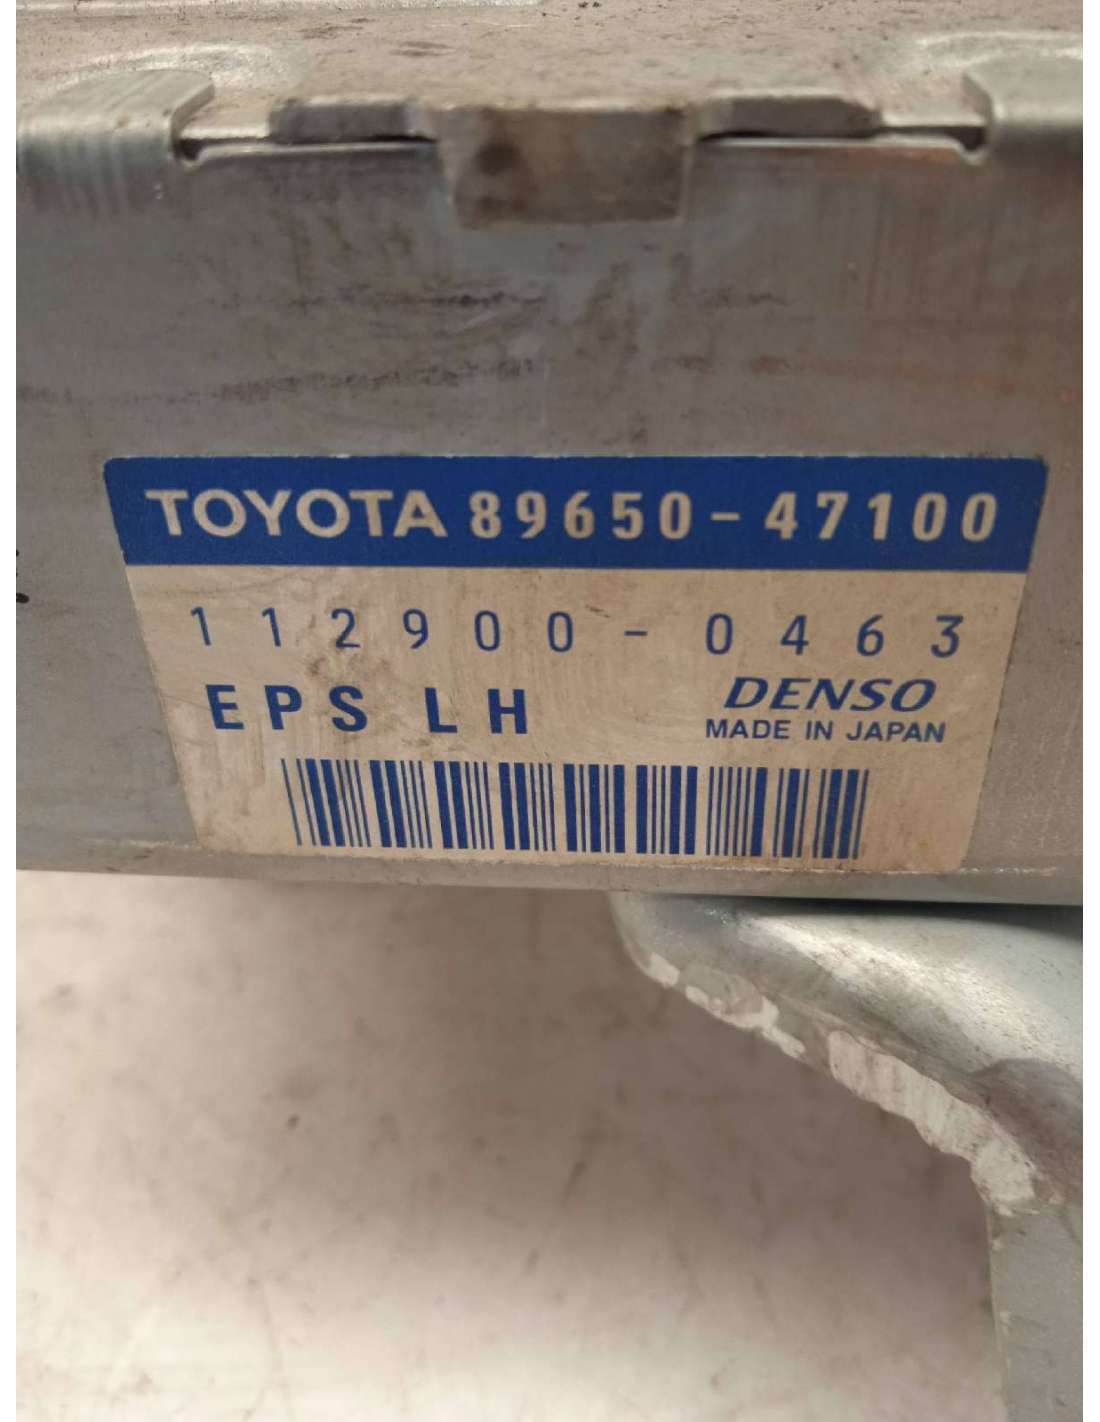 TOYOTA 89650-47100
112900-0463
EPS LH
DENSO
MADE IN JAPAN